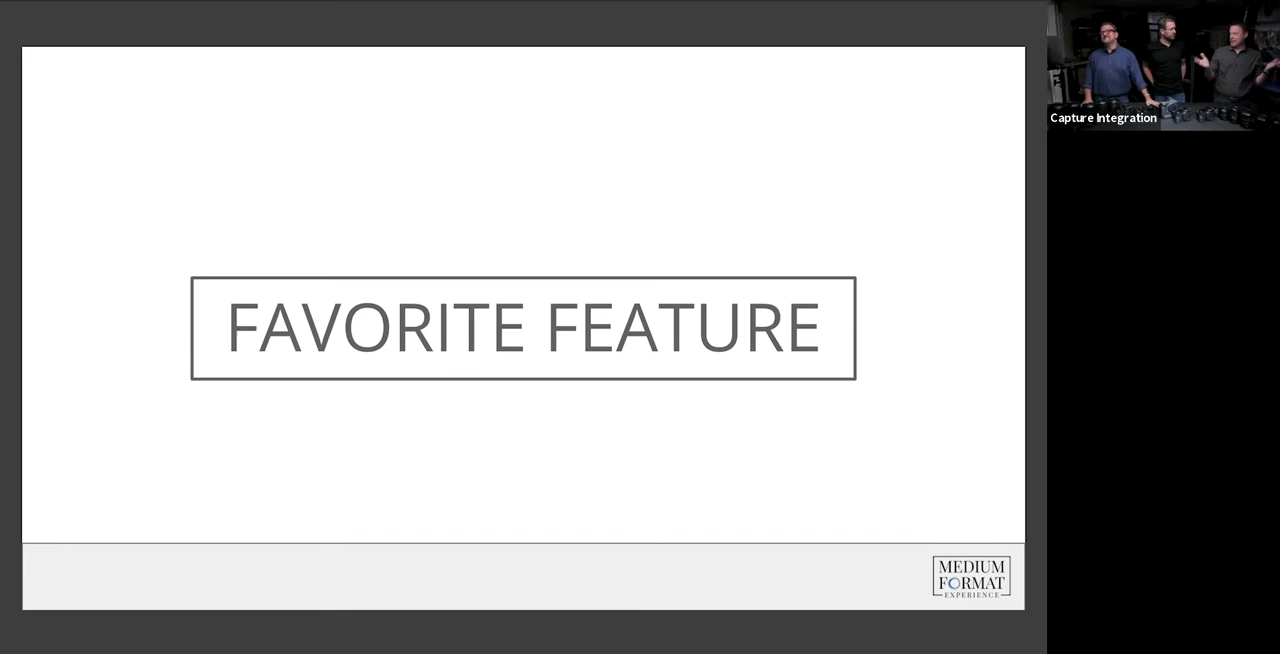 Capture Integration
FAVORITE FEATURE
MEDIUM
FORMAT
EXPERIENCE